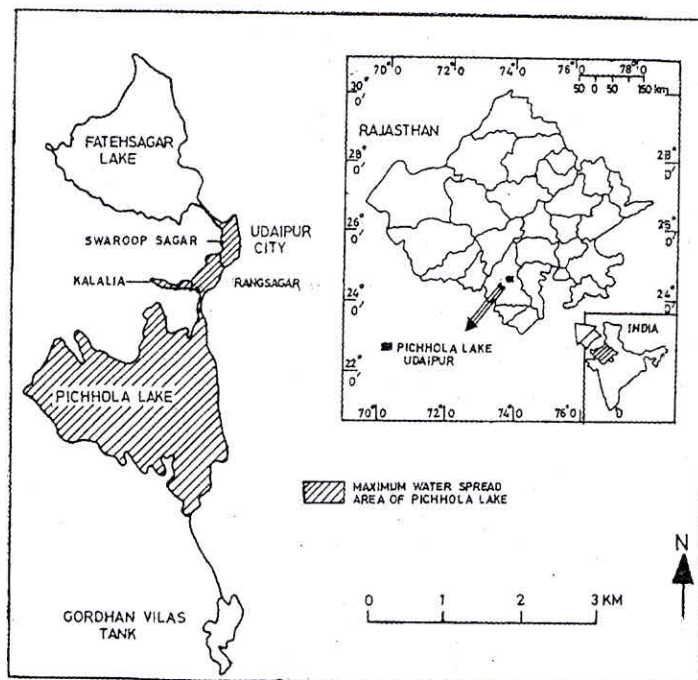 FATEHSAGAR
LAKE
SWAROOP SAGAR
UDAIPUR
CITY
KALALIA
RANGSAGAR
PICHHOLA LAKE
GORDHAN VILAS
TANK
70° 0' 72° 0' 74° 0' 76° 0' 78° 0'
50 0 50 150 km
30° 0'
RAJASTHAN
28° 0' 28° 0'
26° 0' 25° 0'
24° 0' 24° 0'
22° 0'
PICHHOLA LAKE
UDAIPUR
INDIA
70° 0' 72° 0' 74° 0' 76° 0'
MAXIMUM WATER SPREAD
AREA OF PICHHOLA LAKE
N
0 1 2 3 KM